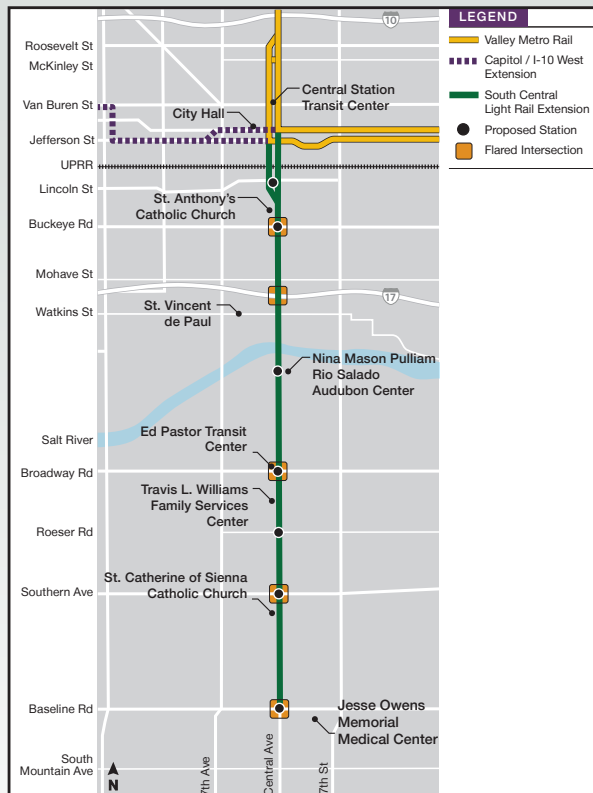 10
Roosevelt St
McKinley St
Van Buren St
Jefferson St
UPRR
Lincoln St
Buckeye Rd
Mohave St
Watkins St
Salt River
Broadway Rd
Roeser Rd
Southern Ave
Baseline Rd
South
Mountain Ave
Central Station
Transit Center
City Hall
St. Anthony's
Catholic Church
17
St. Vincent
de Paul
Nina Mason Pulliam
Rio Salado
Audubon Center
Ed Pastor Transit
Center
Travis L. Williams
Family Services
Center
St. Catherine of Sienna
Catholic Church
Jesse Owens
Memorial
Medical Center
N
7th Ave
Central Ave
7th St
LEGEND
Valley Metro Rail
Capitol / I-10 West
Extension
South Central
Light Rail Extension
Proposed Station
Flared Intersection